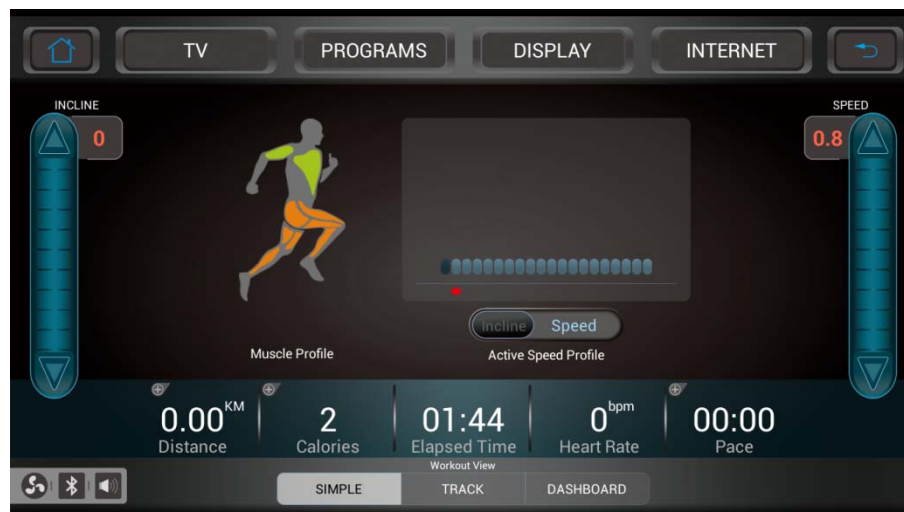 TV
PROGRAMS
DISPLAY
INTERNET
INCLINE
0
SPEED
0.8
Incline
Speed
Muscle Profile
Active Speed Profile
0.00 KM
Distance
2
Calories
01:44
Elapsed Time
0 bpm
Heart Rate
00:00
Pace
Workout View
SIMPLE
TRACK
DASHBOARD